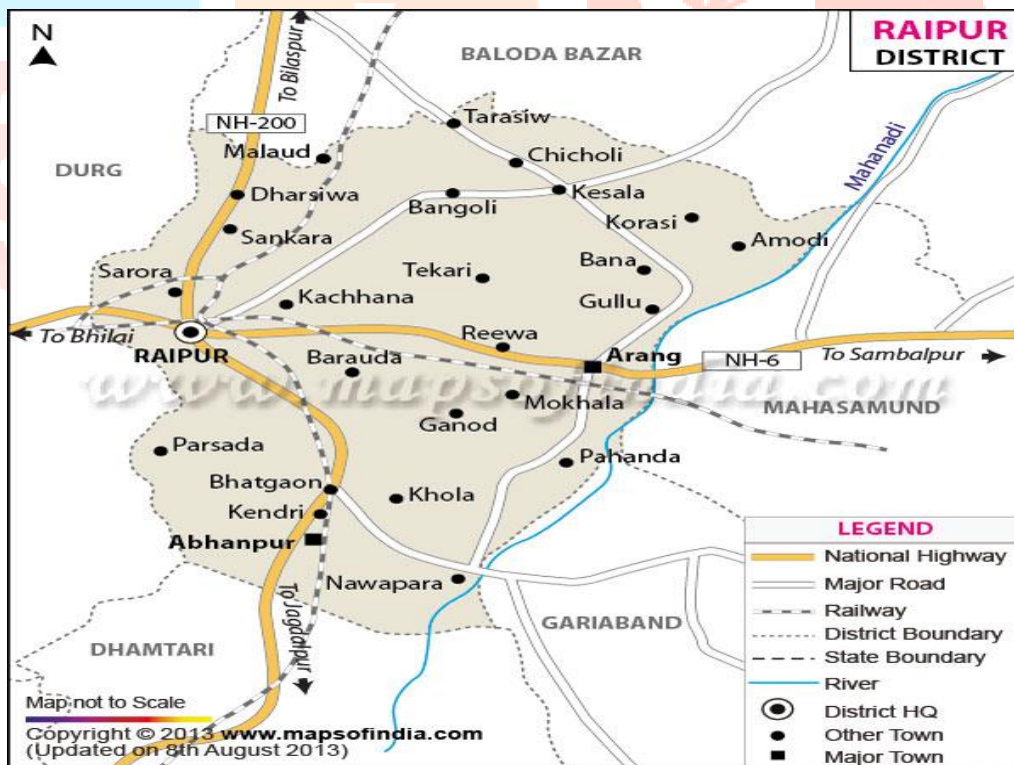 N
RAIPUR
DISTRICT
To Bilaspur
BALODA BAZAR
NH-200
Tarasiw
Malaud
Chicholi
DURG
Mahanadi
Dharsiwa
Bangoli
Kesala
Korasi
Sankara
Amodi
Sarora
Tekari
Bana
Kachhana
Gullu
To Bhilai
RAIPUR
Reewa
Barauda
Arang
NH-6
To Sambalpur
www.mapsofindia.com
Mokhala
MAHASAMUND
Ganod
Parsada
Pahanda
Bhatgaon
Khola
Kendri
Abhanpur
Nawapara
To Jagdalpur
GARIABAND
DHAMTARI
LEGEND
National Highway
Major Road
Railway
District Boundary
State Boundary
River
District HQ
Other Town
Major Town
Map not to Scale
Copyright © 2013 www.mapsofindia.com
(Updated on 8th August 2013)